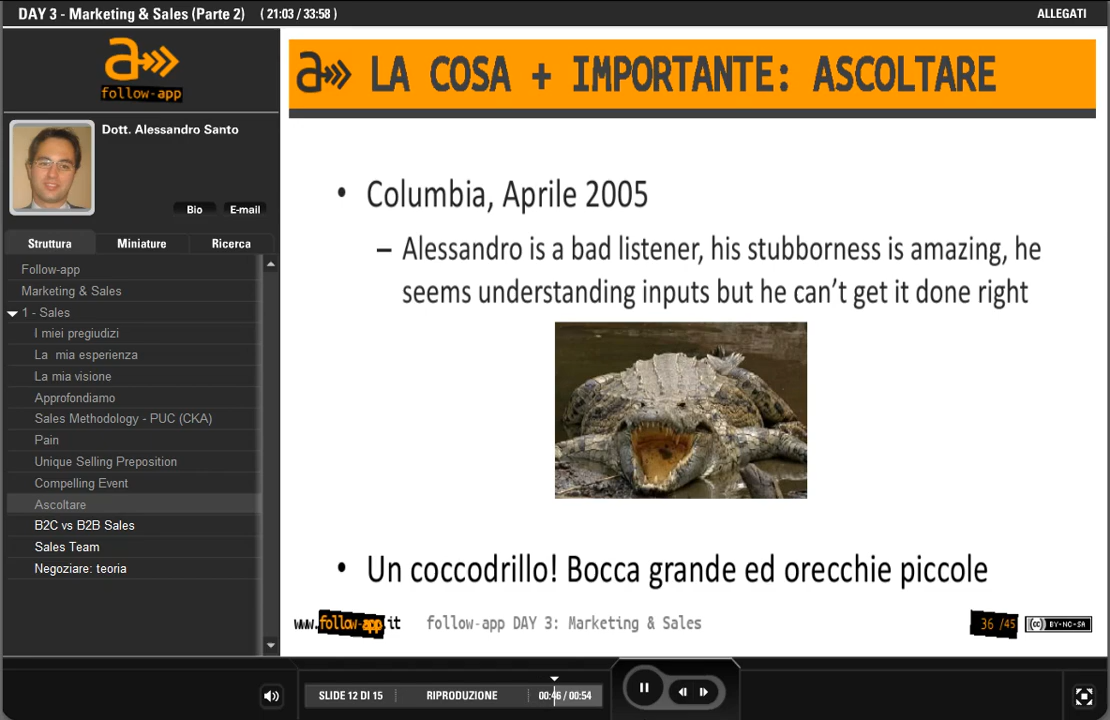 DAY 3 - Marketing & Sales (Parte 2) ( 21:03 / 33:58 )
ALLEGATI
a
follow-app
Dott. Alessandro Santo
Bio E-mail
Struttura Miniature Ricerca
Follow-app
Marketing & Sales
1 - Sales
I miei pregiudizi
La mia esperienza
La mia visione
Approfondiamo
Sales Methodology - PUC (CKA)
Pain
Unique Selling Preposition
Compelling Event
Ascoltare
B2C vs B2B Sales
Sales Team
Negoziare: teoria
a LA COSA + IMPORTANTE: ASCOLTARE
• Columbia, Aprile 2005
– Alessandro is a bad listener, his stubborness is amazing, he
seems understanding inputs but he can't get it done right
• Un coccodrillo! Bocca grande ed orecchie piccole
www.follow-app.it follow-app DAY 3: Marketing & Sales 36 /45 cc BY-NC-SA
SLIDE 12 DI 15 RIPRODUZIONE 00:46 / 00:54